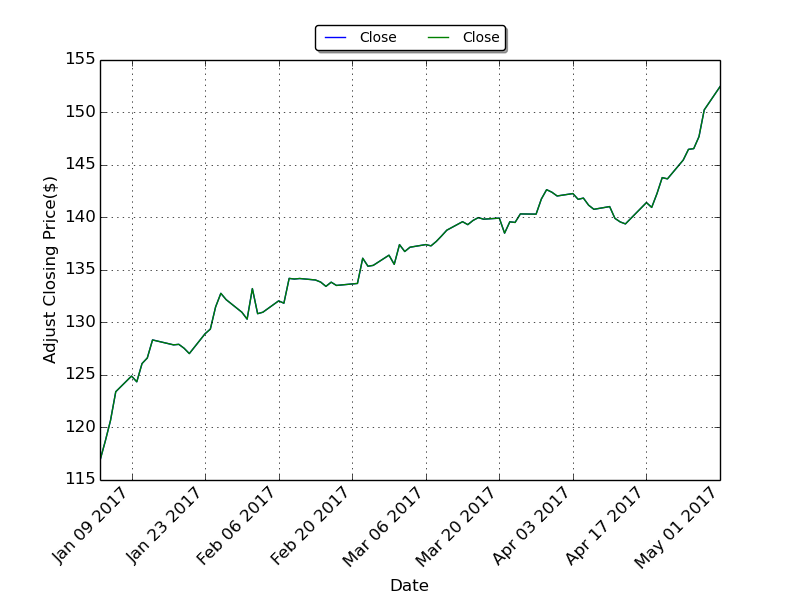 Close Close
155
150
145
140
135
130
125
120
115
Adjust Closing Price($)
Jan 09 2017
Jan 23 2017
Feb 06 2017
Feb 20 2017
Mar 06 2017
Mar 20 2017
Apr 03 2017
Apr 17 2017
May 01 2017
Date